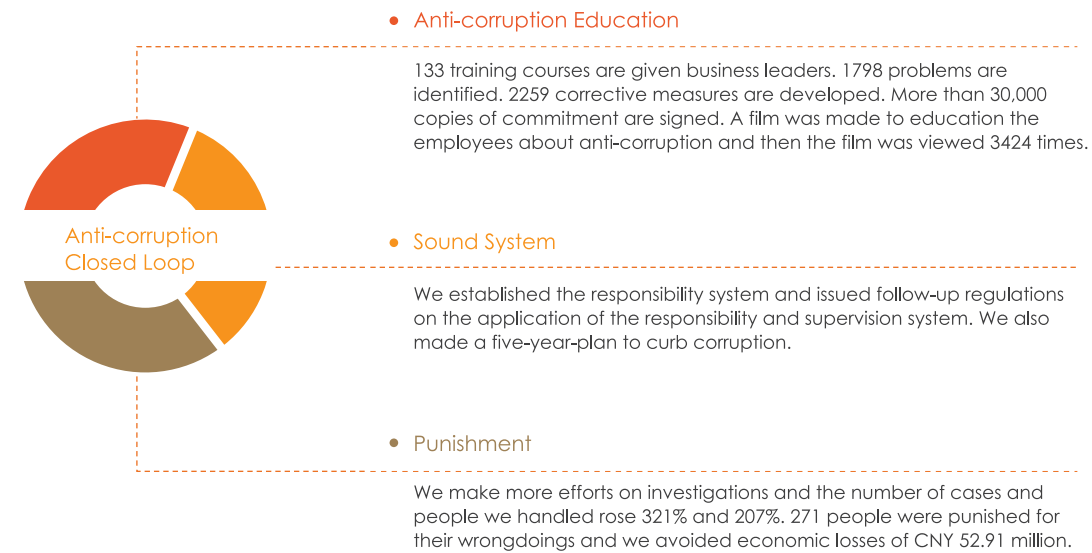 Anti-corruption Education
133 training courses are given business leaders. 1798 problems are
identified. 2259 corrective measures are developed. More than 30,000
copies of commitment are signed. A film was made to education the
employees about anti-corruption and then the film was viewed 3424 times.
Anti-corruption
Closed Loop
Sound System
We established the responsibility system and issued follow-up regulations
on the application of the responsibility and supervision system. We also
made a five-year-plan to curb corruption.
Punishment
We make more efforts on investigations and the number of cases and
people we handled rose 321% and 207%. 271 people were punished for
their wrongdoings and we avoided economic losses of CNY 52.91 million.